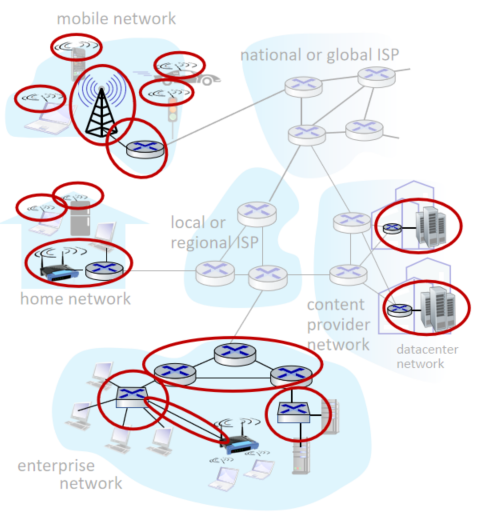 mobile network
national or global ISP
local or
regional ISP
home network
content
provider
network
datacenter
network
enterprise
network